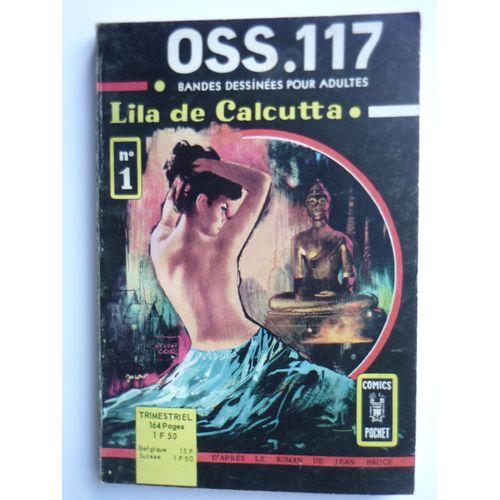 OSS.117
BANDES DESSINÉES POUR ADULTES
Lila de Calcutta
n°
1
TRIMESTRIEL
164 Pages
1 F 50
Belgique 15 F
Suisse 1 F 50
COMICS
POCKET
D'APRÈS LE ROMAN DE JEAN BRUCE